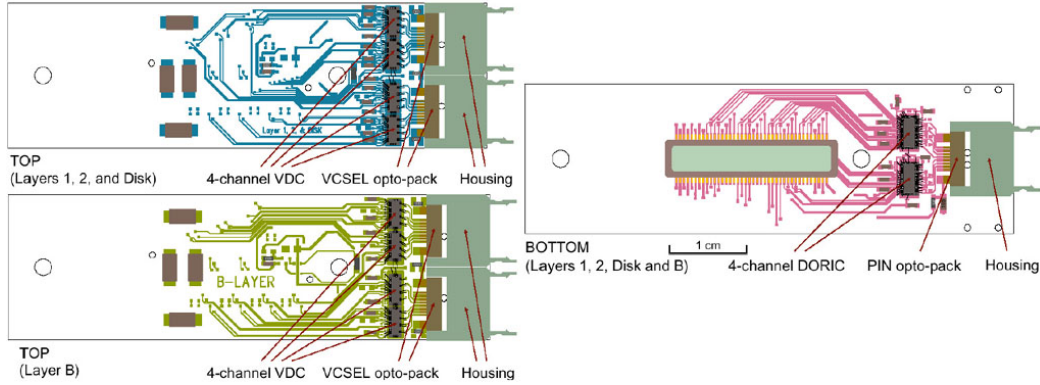 Layer 1, 2, & DISK
TOP
(Layers 1, 2, and Disk)
4-channel VDC VCSEL opto-pack Housing
B-LAYER
TOP
(Layer B)
4-channel VDC VCSEL opto-pack Housing
1 cm
BOTTOM
(Layers 1, 2, Disk and B)
4-channel DORIC PIN opto-pack Housing